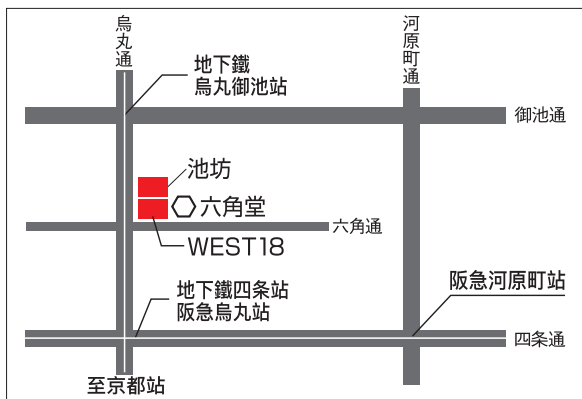 烏丸通
河原町通
地下鐵
烏丸御池站
御池通
池坊
六角堂
六角通
WEST18
阪急河原町站
地下鐵四条站
阪急烏丸站
四条通
至京都站